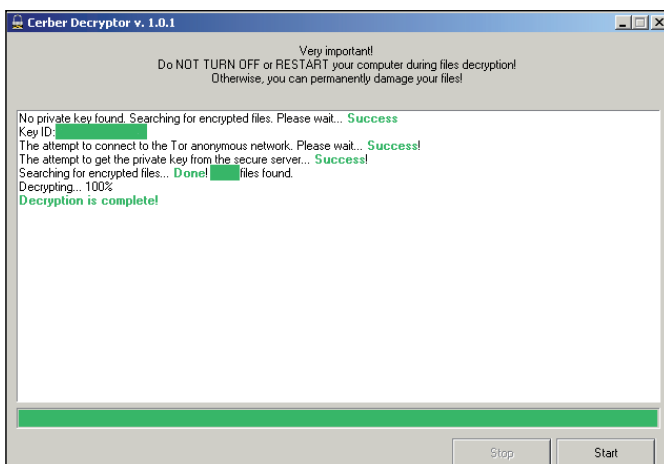 Cerber Decryptor v. 1.0.1
Very important!
Do NOT TURN OFF or RESTART your computer during files decryption!
Otherwise, you can permanently damage your files!
No private key found. Searching for encrypted files. Please wait... Success
Key ID:
The attempt to connect to the Tor anonymous network. Please wait... Success!
The attempt to get the private key from the secure server... Success!
Searching for encrypted files... Done! files found.
Decrypting... 100%
Decryption is complete!
Stop
Start